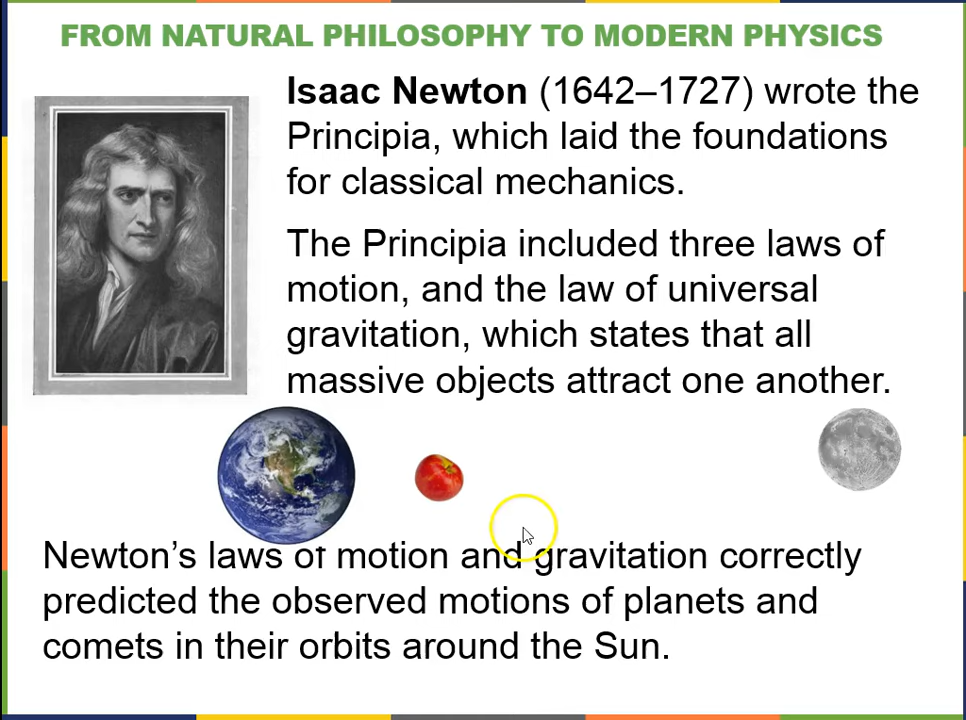 FROM NATURAL PHILOSOPHY TO MODERN PHYSICS
Isaac Newton (1642–1727) wrote the
Principia, which laid the foundations
for classical mechanics.
The Principia included three laws of
motion, and the law of universal
gravitation, which states that all
massive objects attract one another.
Newton’s laws of motion and gravitation correctly
predicted the observed motions of planets and
comets in their orbits around the Sun.